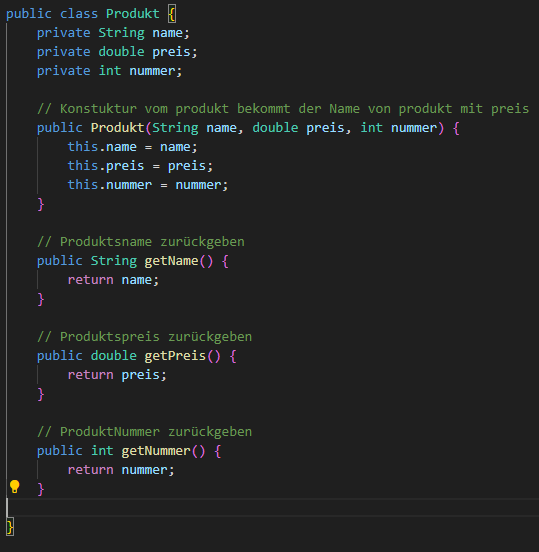 public class Produkt {
    private String name;
    private double preis;
    private int nummer;

    // Konstuktur vom produkt bekommt der Name von produkt mit preis
    public Produkt(String name, double preis, int nummer) {
        this.name = name;
        this.preis = preis;
        this.nummer = nummer;
    }

    // Produktsname zurückgeben
    public String getName() {
        return name;
    }

    // Produktspreis zurückgeben
    public double getPreis() {
        return preis;
    }

    // ProduktNummer zurückgeben
    public int getNummer() {
        return nummer;
    }

}